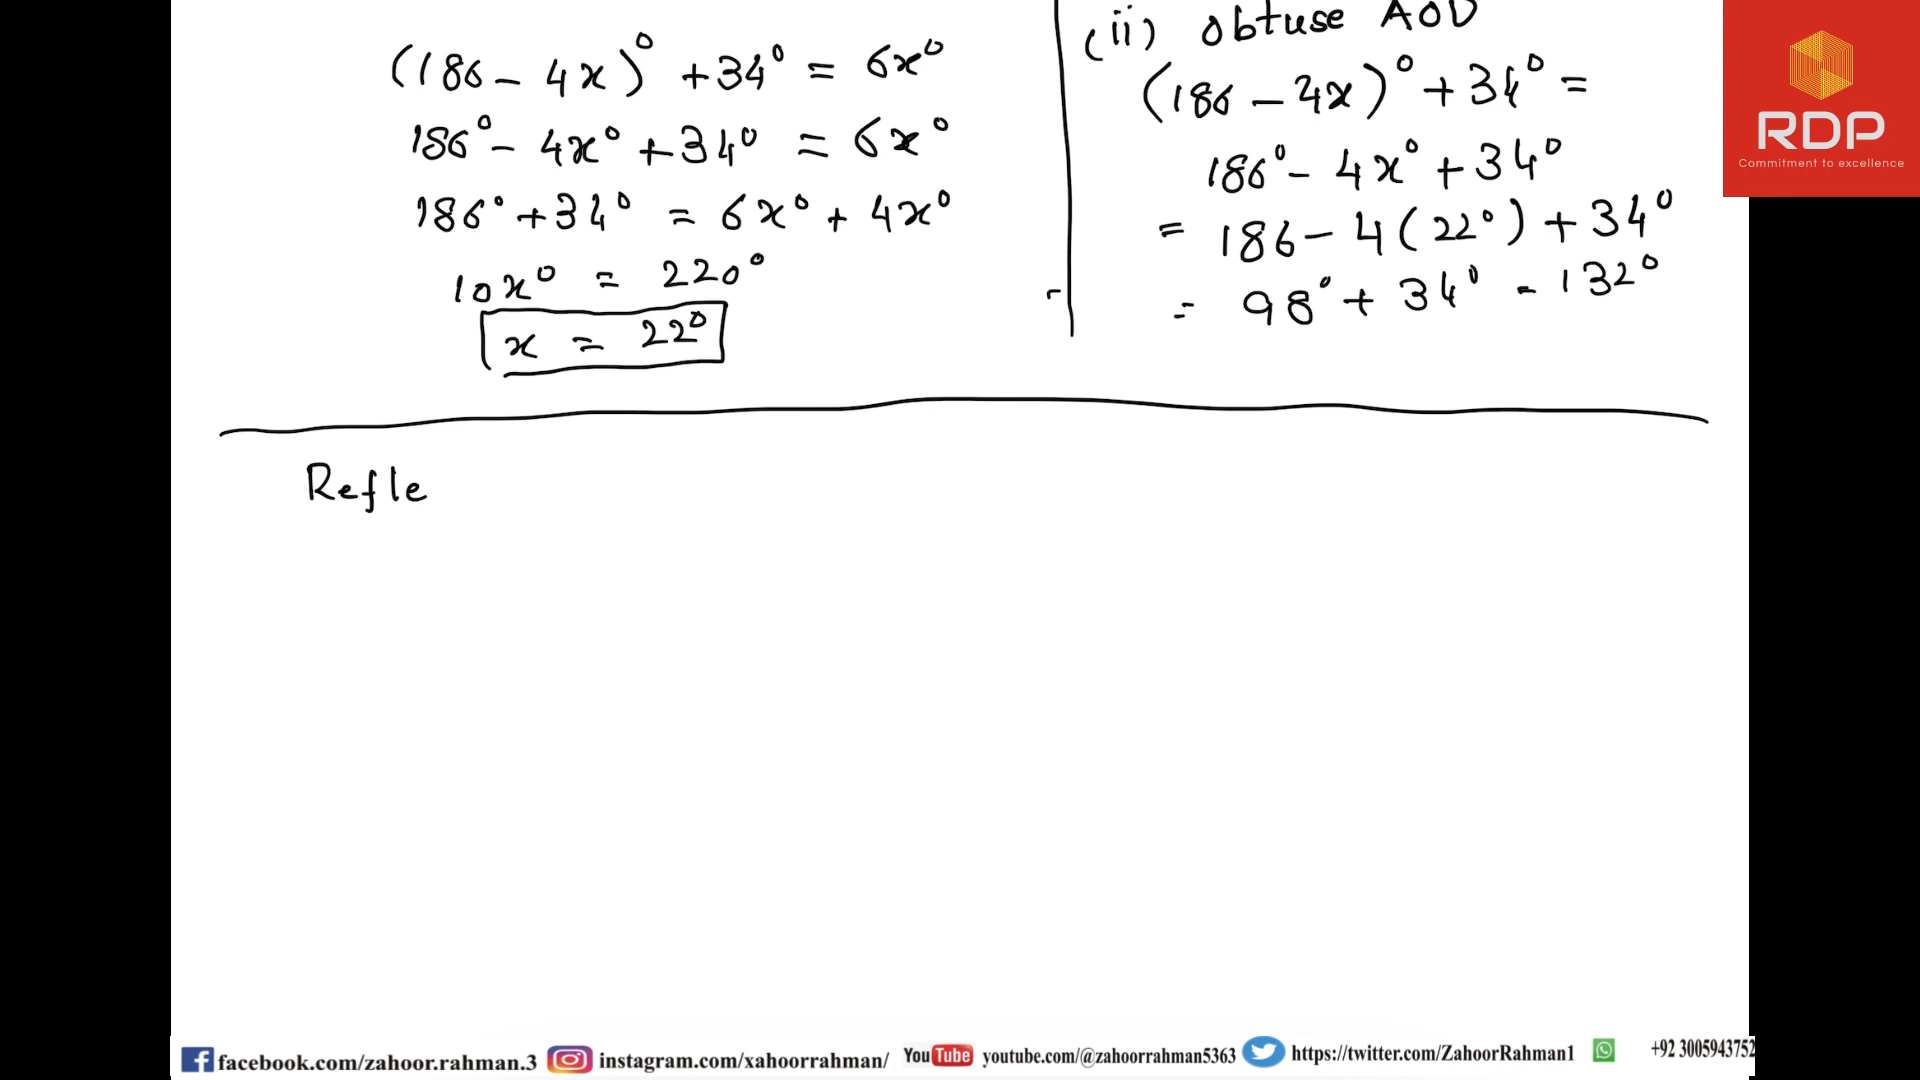 (186 - 4x)° + 34° = 6x°
186° - 4x° + 34° = 6x°
186° + 34° = 6x° + 4x°
10x° = 220°
x = 22°
(ii) obtuse AOD
(186 - 4x)° + 34° =
186° - 4x° + 34°
= 186 - 4(22°) + 34°
= 98° + 34° = 132°
Refle
RDP
Commitment to excellence
facebook.com/zahoor.rahman.3 instagram.com/xahoorrahman/ YouTube youtube.com/@zahoorrahman5363 https://twitter.com/ZahoorRahman1 +92 3005943752